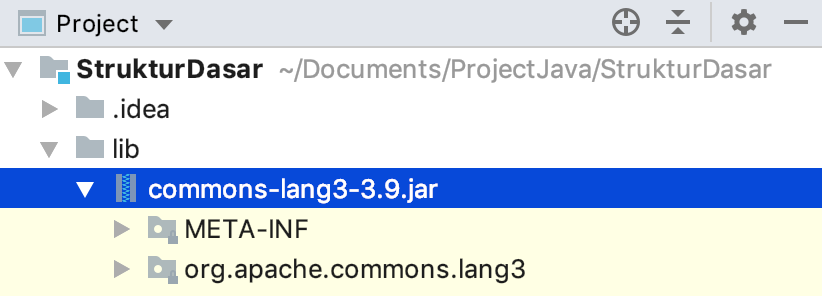 Project
StrukturDasar ~/Documents/ProjectJava/StrukturDasar
.idea
lib
commons-lang3-3.9.jar
META-INF
org.apache.commons.lang3